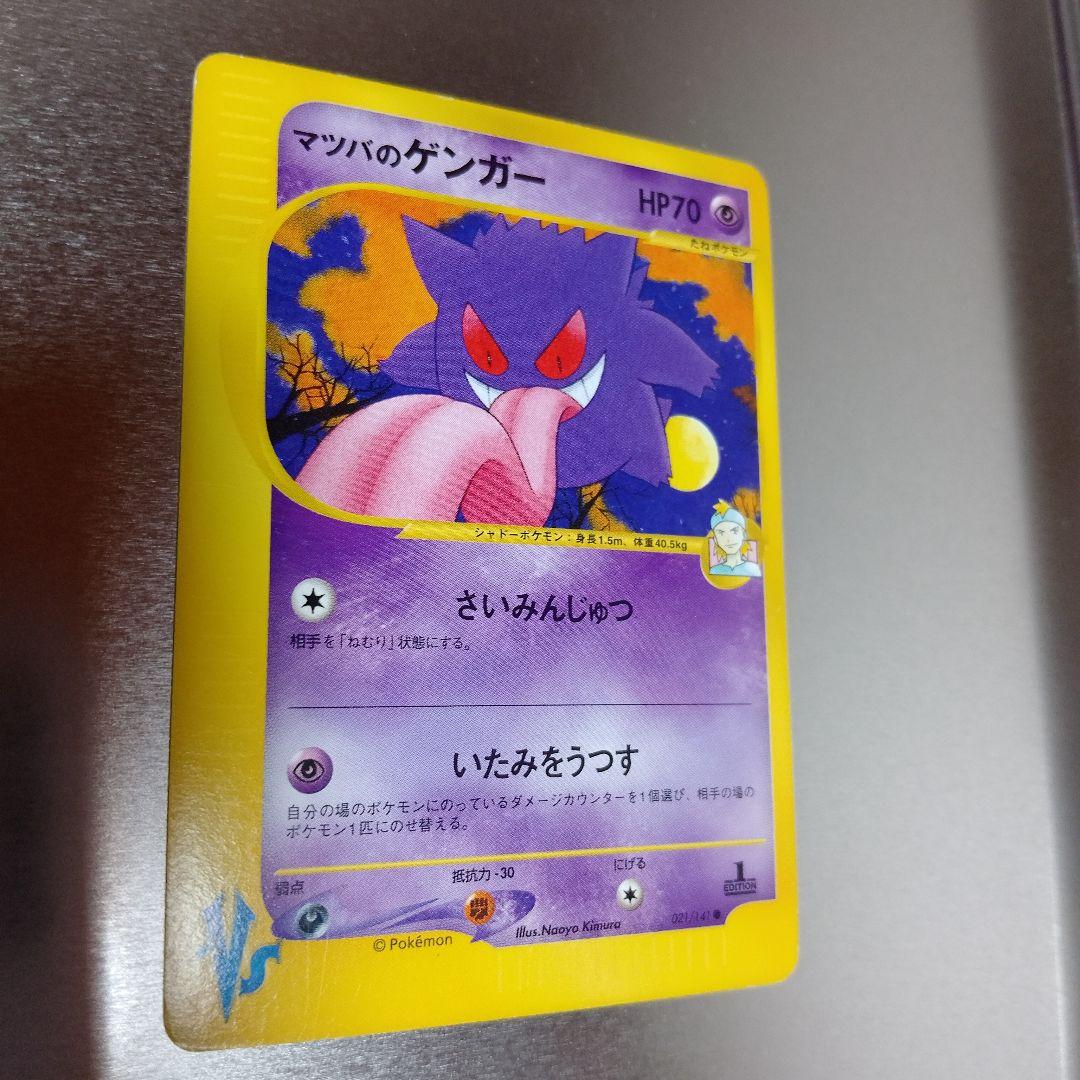 マツバのゲンガー
HP70
たねポケモン
シャドーポケモン：身長1.5m、体重40.5kg
さいみんじゅつ
相手を「ねむり」状態にする。
いたみをうつす
自分の場のポケモンにのっているダメージカウンターを1個選び、相手の場の
ポケモン1匹にのせ替える。
弱点
抵抗力-30
にげる
1
EDITION
©Pokémon
Illus.Naoyo Kimura
021/141●
VS